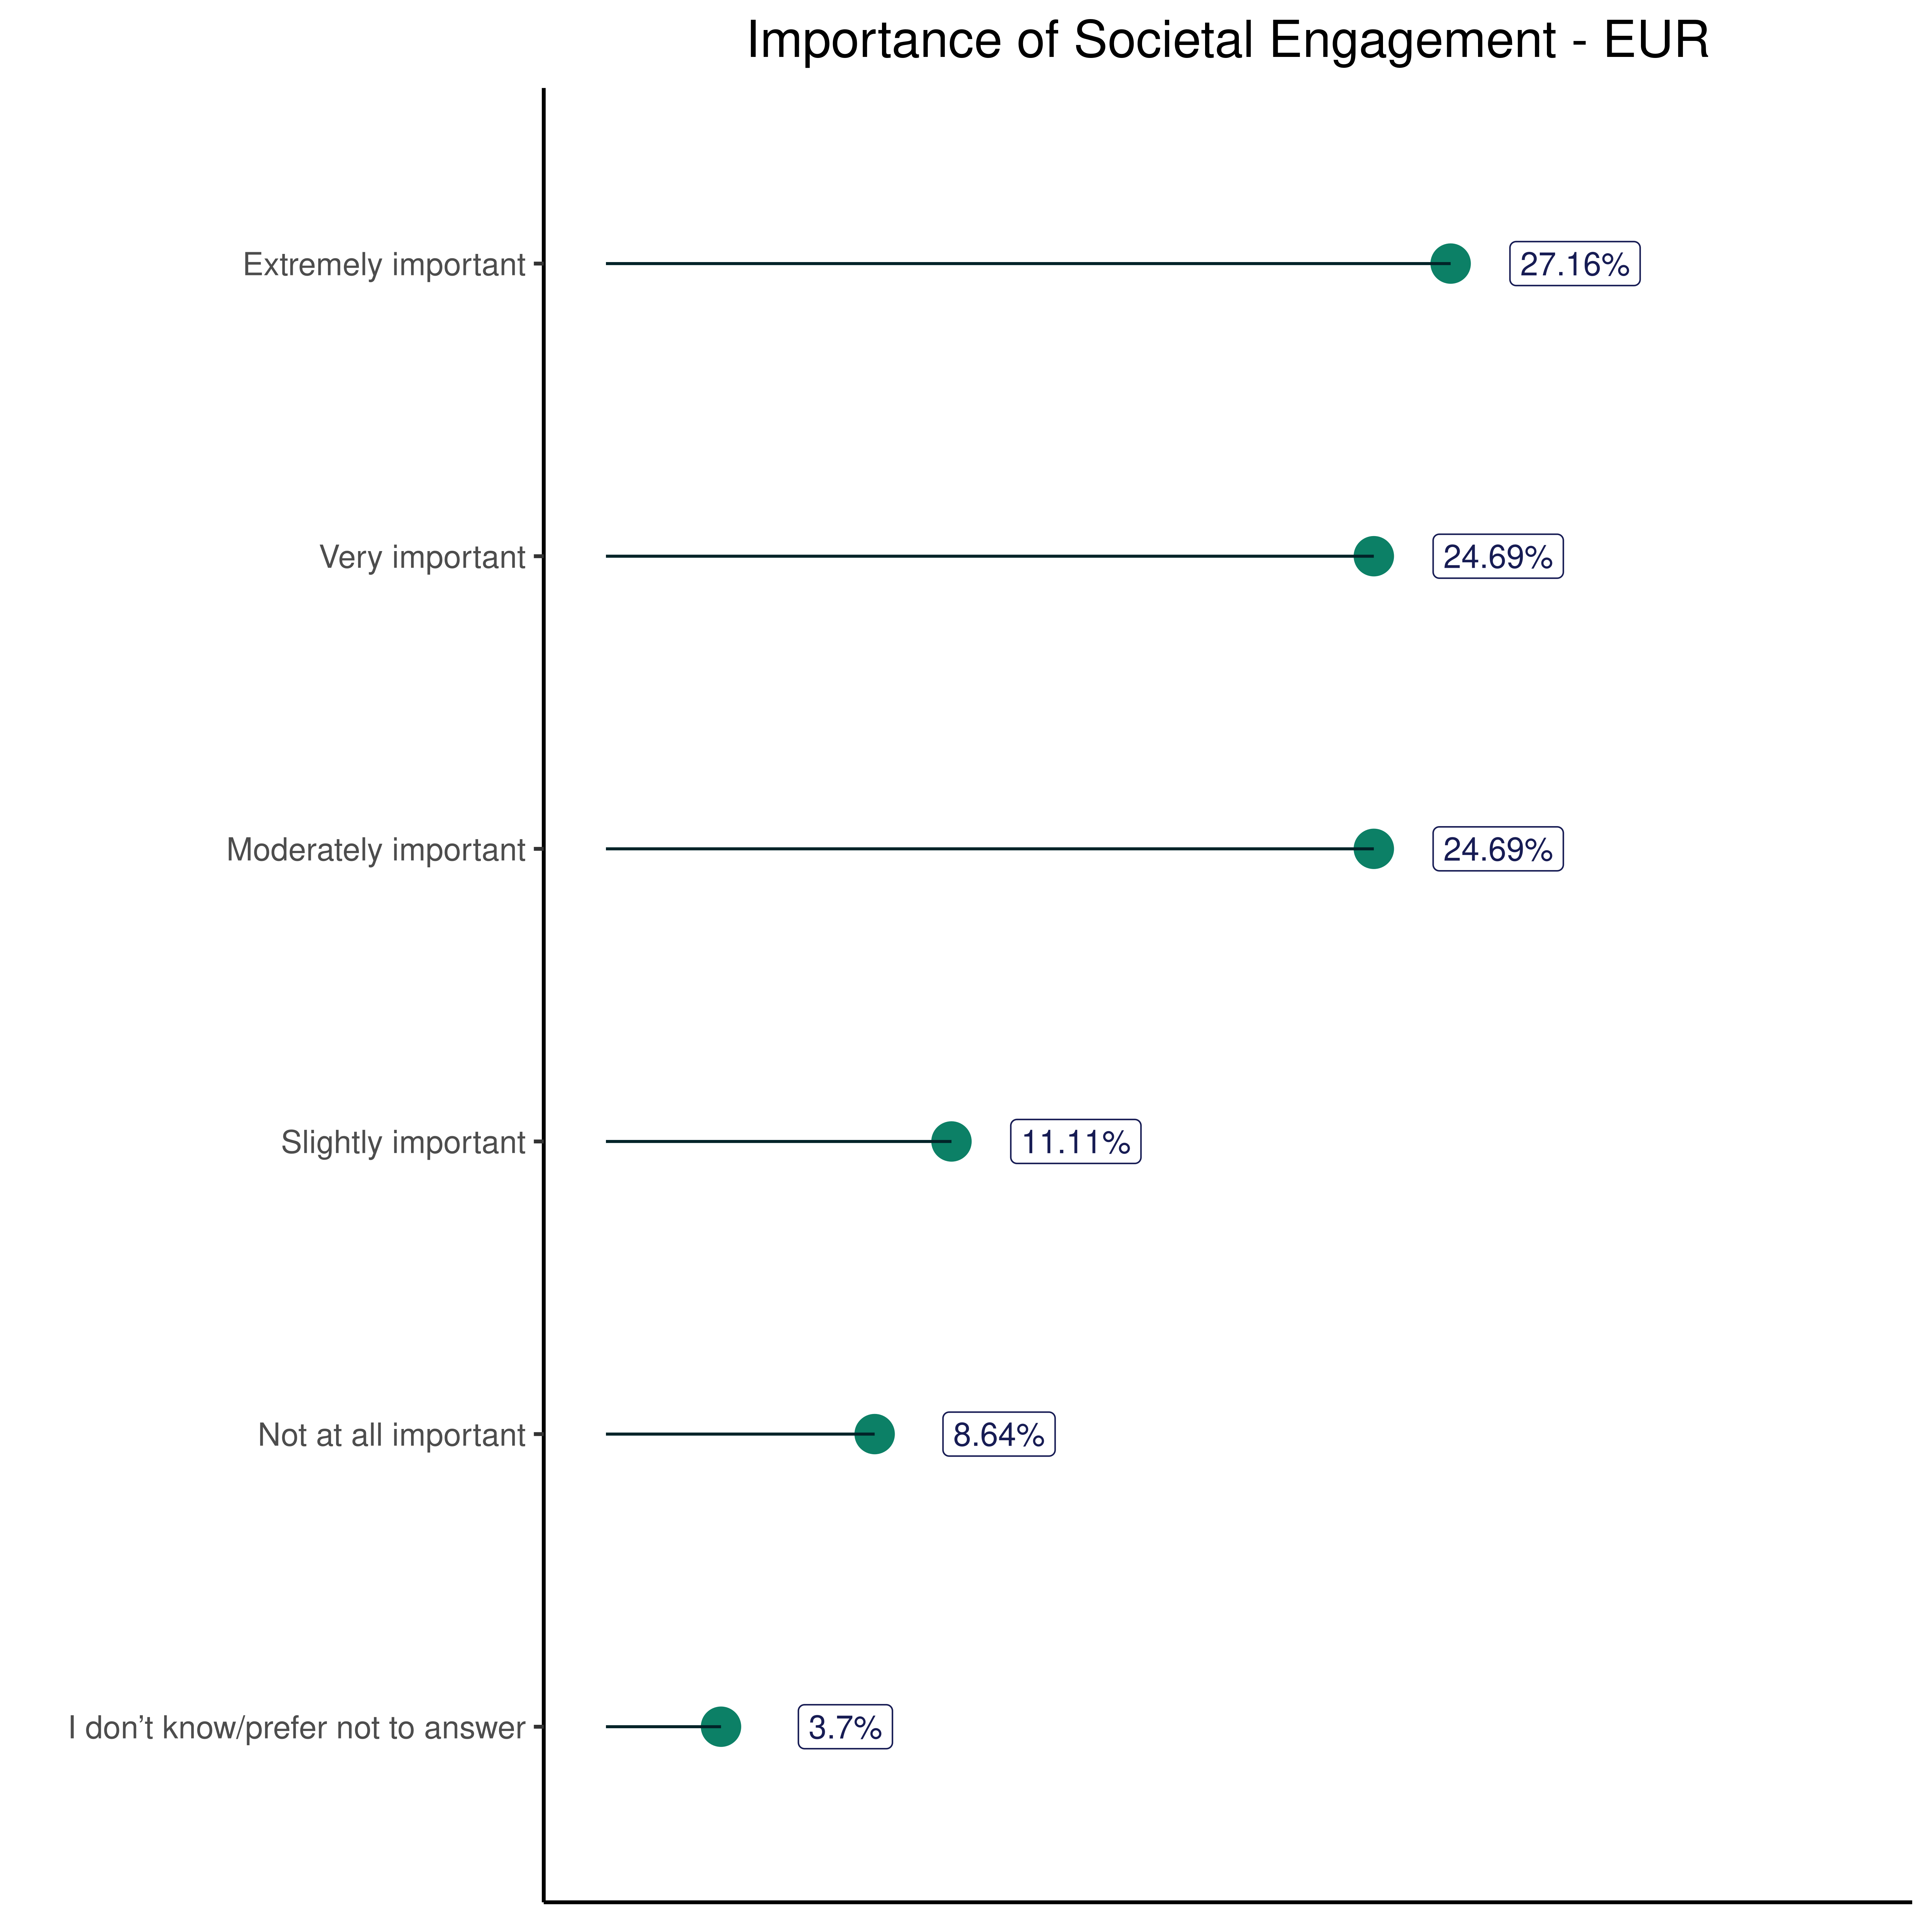 Importance of Societal Engagement - EUR
Extremely important 27.16%
Very important 24.69%
Moderately important 24.69%
Slightly important 11.11%
Not at all important 8.64%
I don’t know/prefer not to answer 3.7%